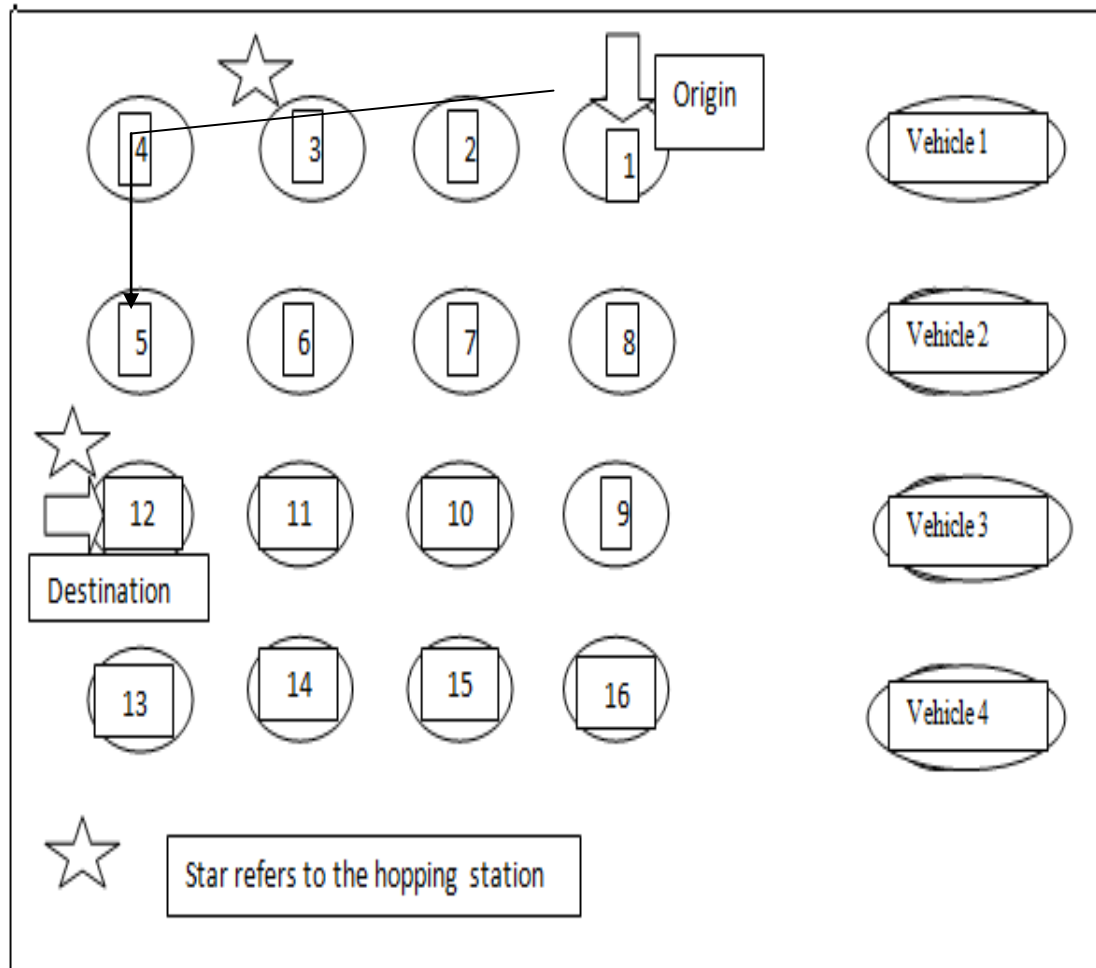 Origin
4 3 2 1 Vehicle 1
5 6 7 8 Vehicle 2
12 11 10 9 Vehicle 3
Destination
13 14 15 16 Vehicle 4
Star refers to the hopping station